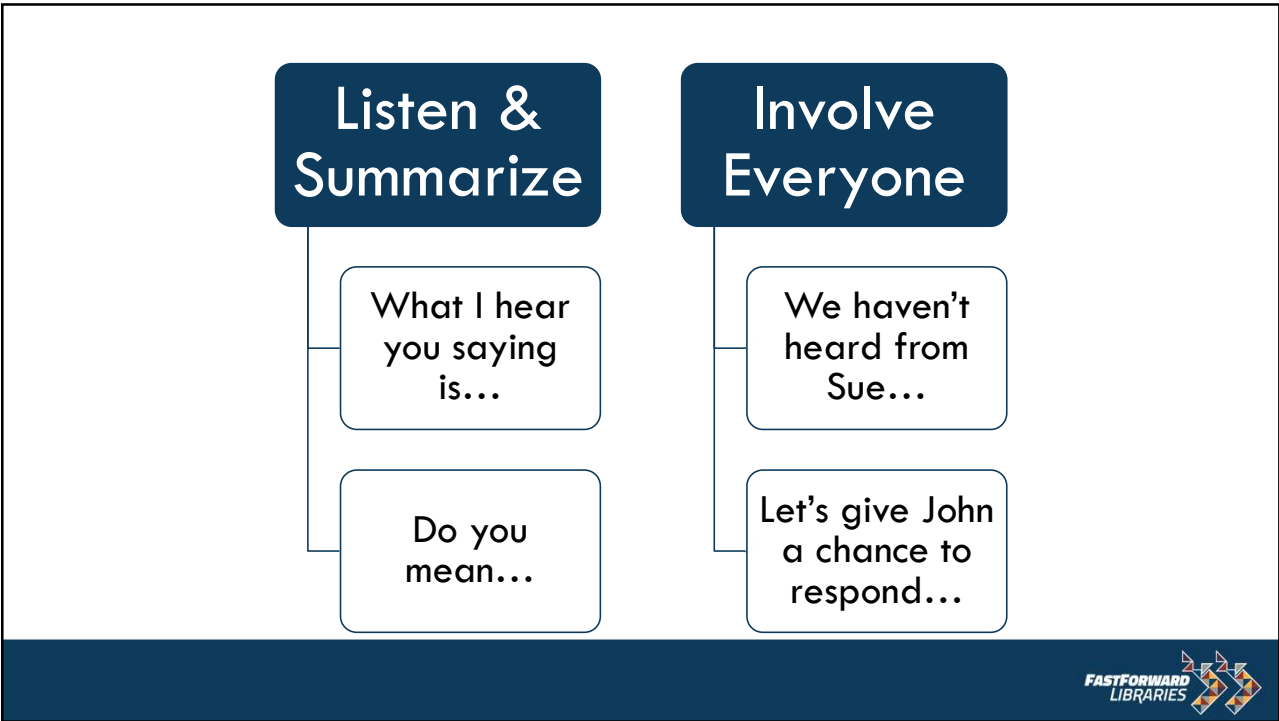 Listen &
Summarize
What I hear
you saying
is…
Do you
mean…
Involve
Everyone
We haven’t
heard from
Sue…
Let’s give John
a chance to
respond…
FASTFORWARD
LIBRARIES